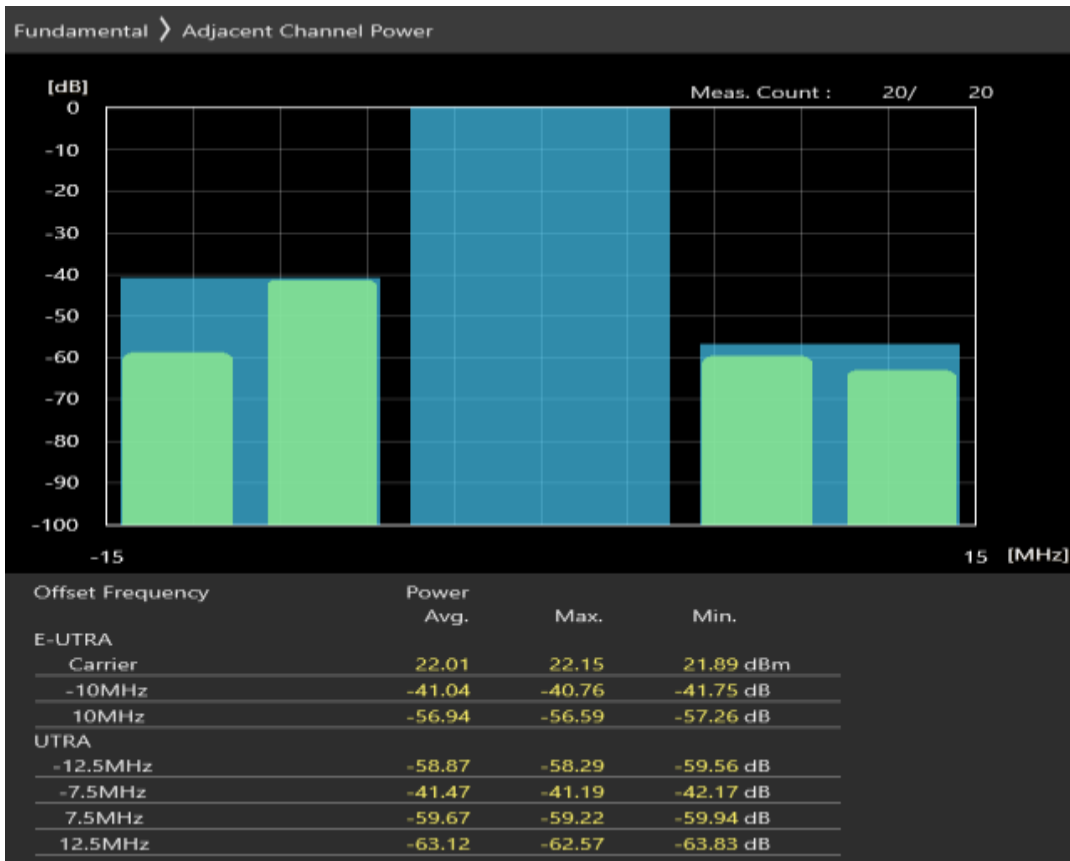 Fundamental 〉 Adjacent Channel Power
[dB]
Meas. Count : 20/ 20
0
-10
-20
-30
-40
-50
-60
-70
-80
-90
-100
-15 15 [MHz]
Offset Frequency Power
Avg. Max. Min.
E-UTRA
Carrier 22.01 22.15 21.89 dBm
-10MHz -41.04 -40.76 -41.75 dB
10MHz -56.94 -56.59 -57.26 dB
UTRA
-12.5MHz -58.87 -58.29 -59.56 dB
-7.5MHz -41.47 -41.19 -42.17 dB
7.5MHz -59.67 -59.22 -59.94 dB
12.5MHz -63.12 -62.57 -63.83 dB